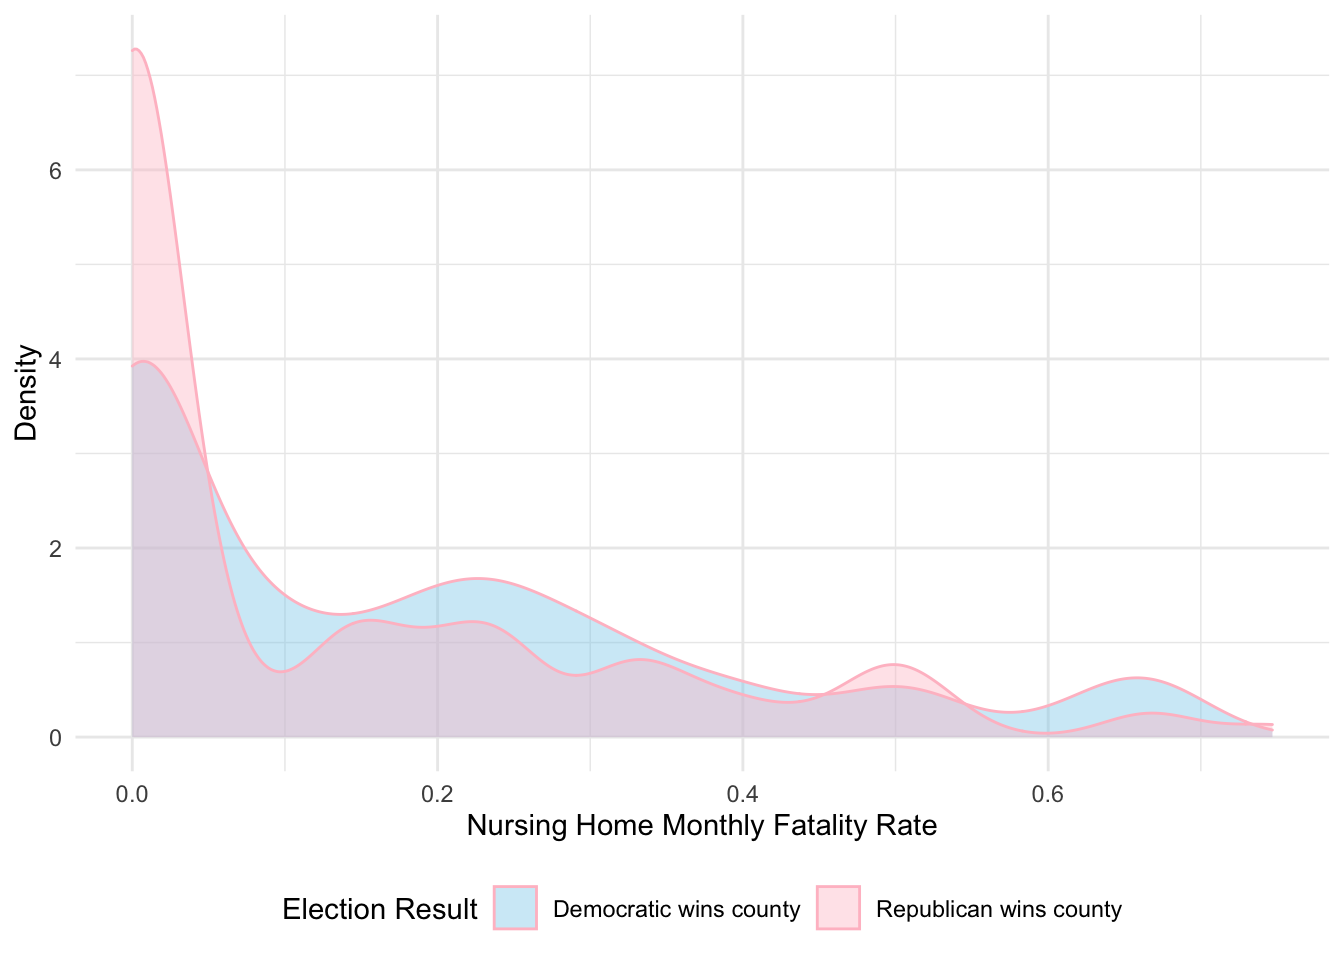 Density
6
4
2
0
0.0 0.2 0.4 0.6
Nursing Home Monthly Fatality Rate
Election Result Democratic wins county Republican wins county